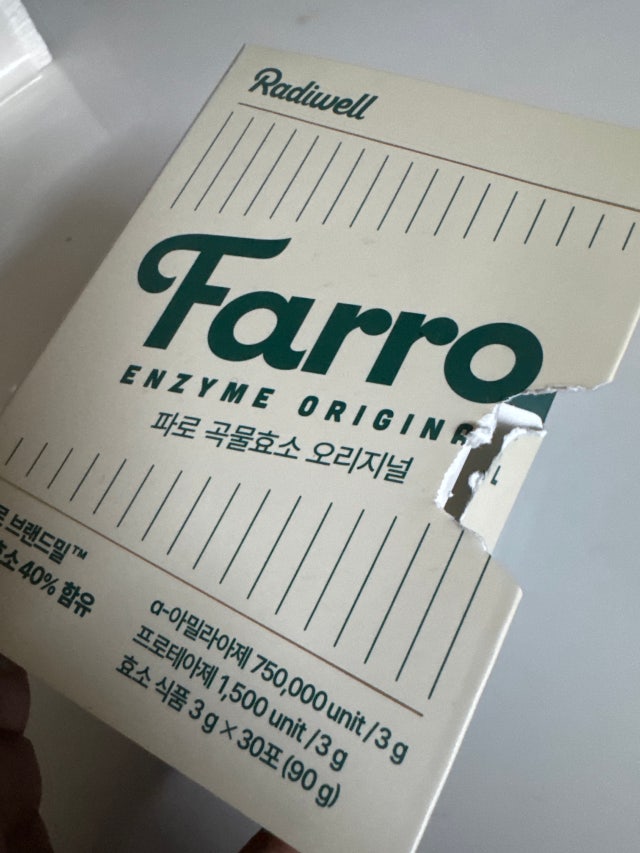 Radiwell
Farro
ENZYME ORIGINAL
파로 곡물효소 오리지널
브랜드밀™
40% 함유
α-아밀라아제 750,000 unit /3 g
프로테아제 1,500 unit /3 g
효소 식품 3 g × 30포 (90 g)